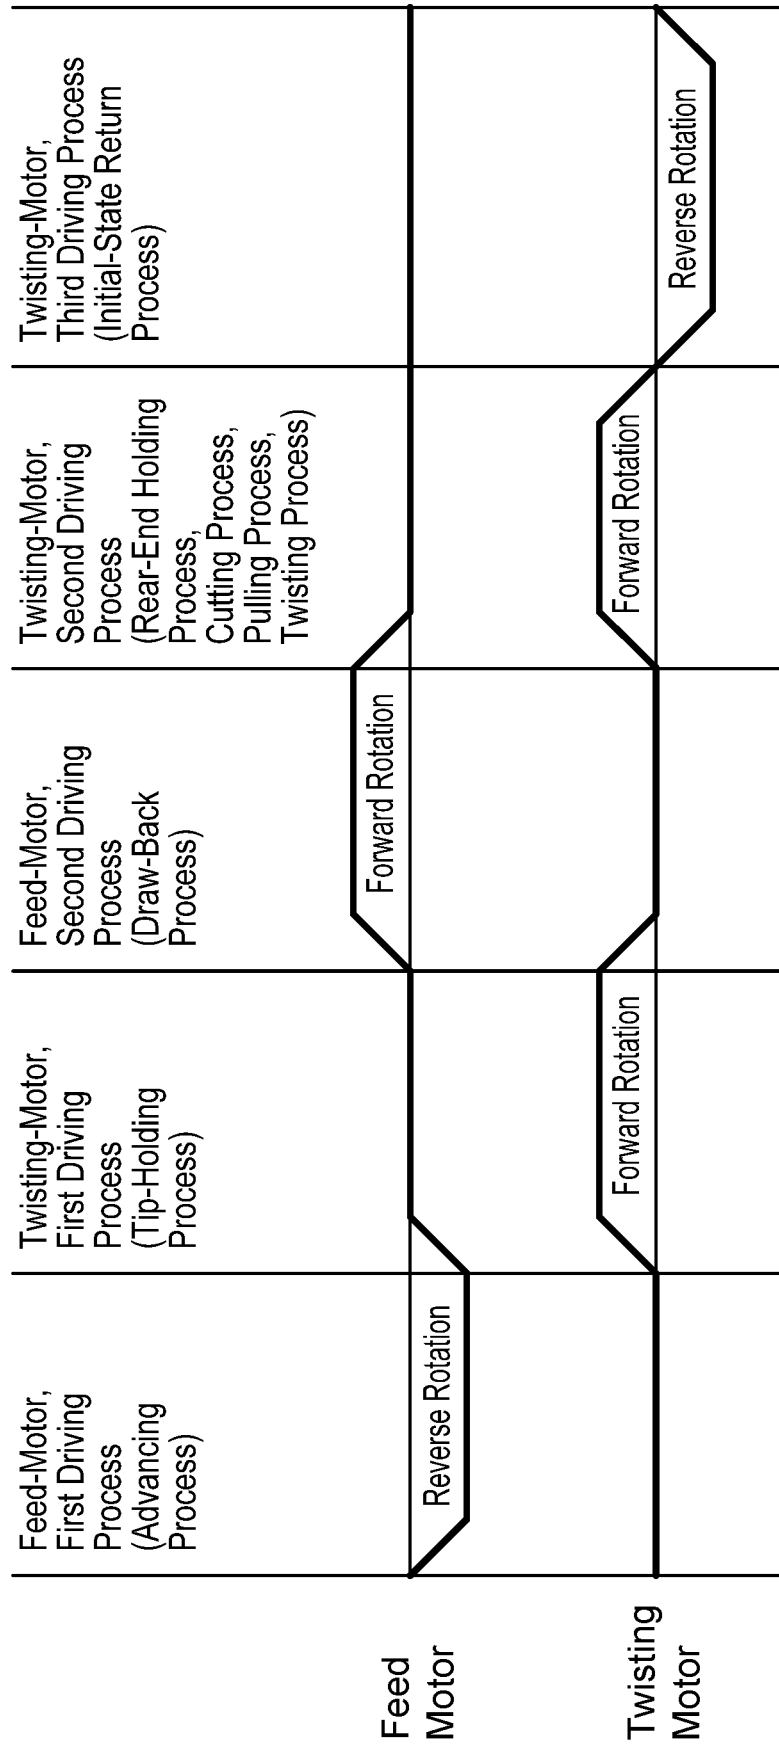 Feed-Motor,
First Driving
Process
(Advancing
Process)
Twisting-Motor,
First Driving
Process
(Tip-Holding
Process)
Feed-Motor,
Second Driving
Process
(Draw-Back
Process)
Twisting-Motor,
Second Driving
Process
(Rear-End Holding
Process,
Cutting Process,
Pulling Process,
Twisting Process)
Twisting-Motor,
Third Driving Process
(Initial-State Return
Process)
Feed
Motor
Reverse Rotation
Forward Rotation
Twisting
Motor
Forward Rotation
Forward Rotation
Reverse Rotation